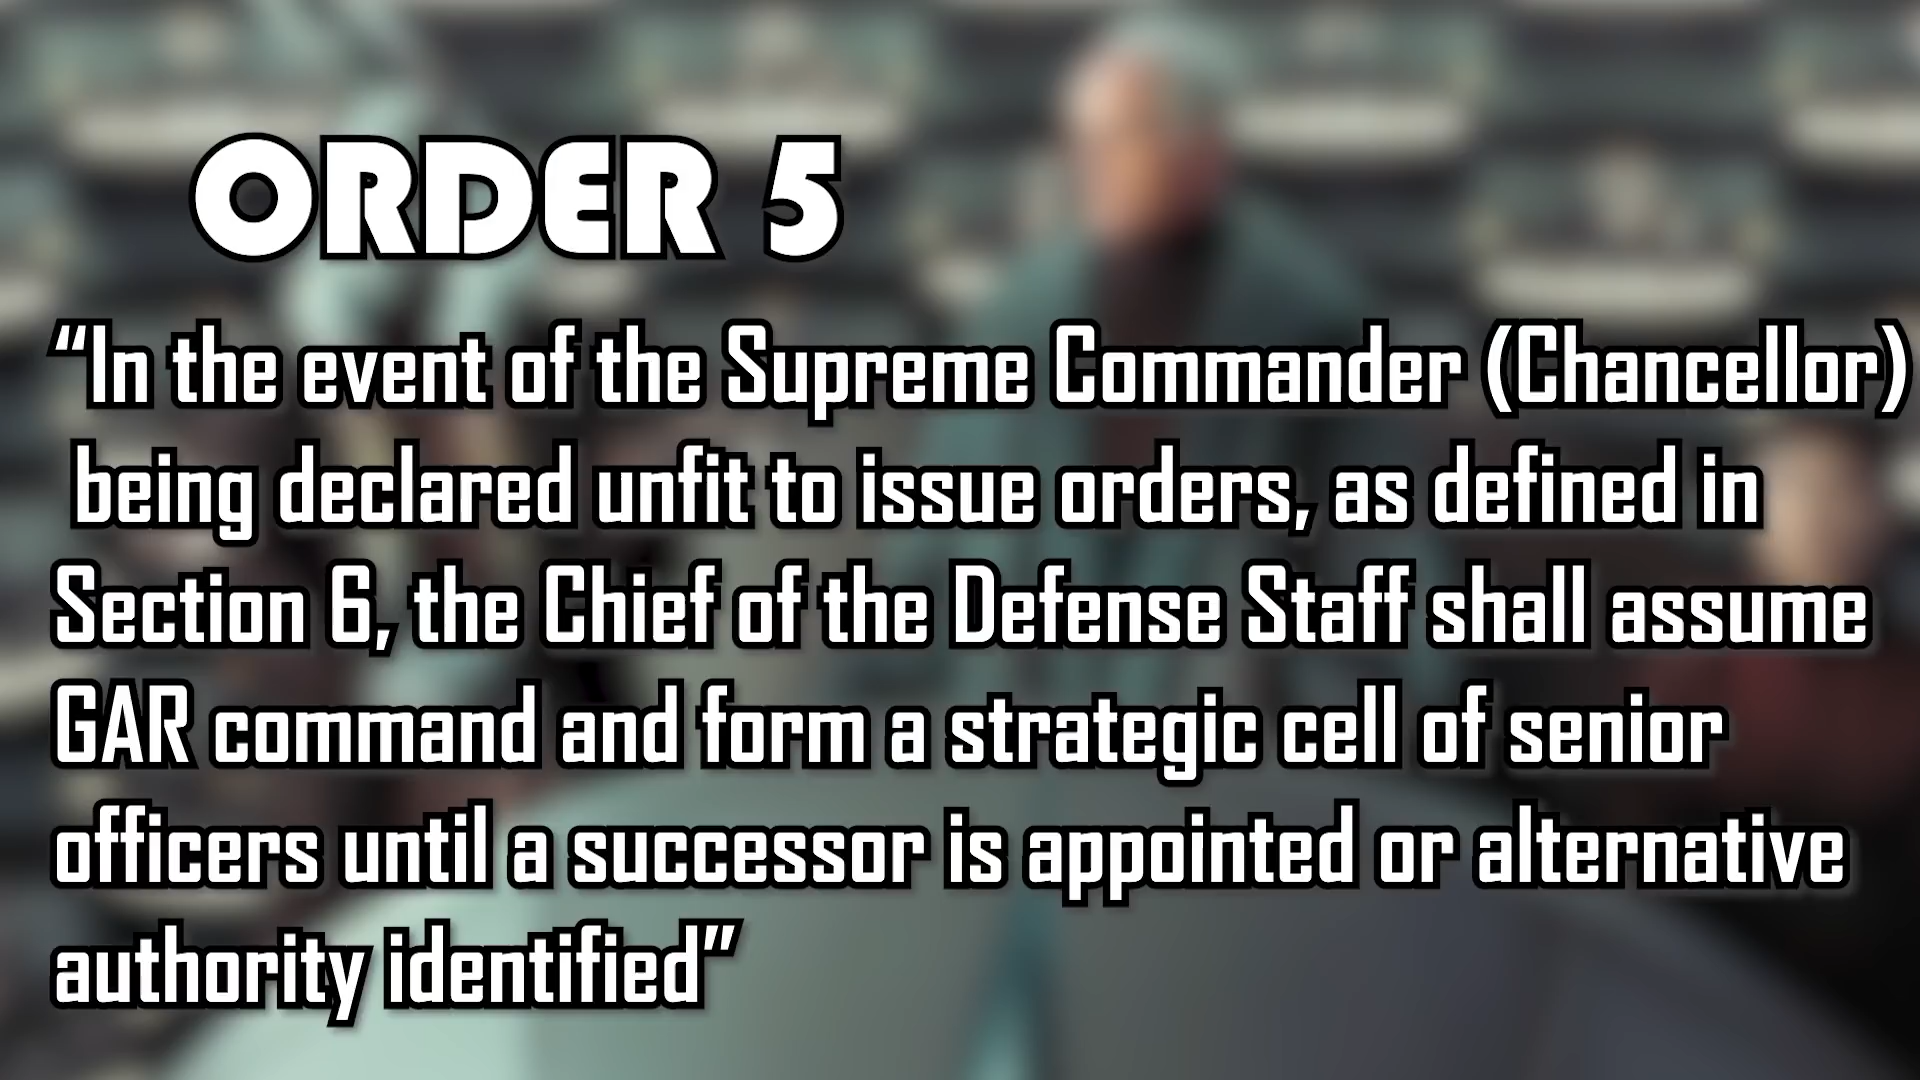 ORDER 5
“In the event of the Supreme Commander (Chancellor)
being declared unfit to issue orders, as defined in
Section 6, the Chief of the Defense Staff shall assume
GAR command and form a strategic cell of senior
officers until a successor is appointed or alternative
authority identified”